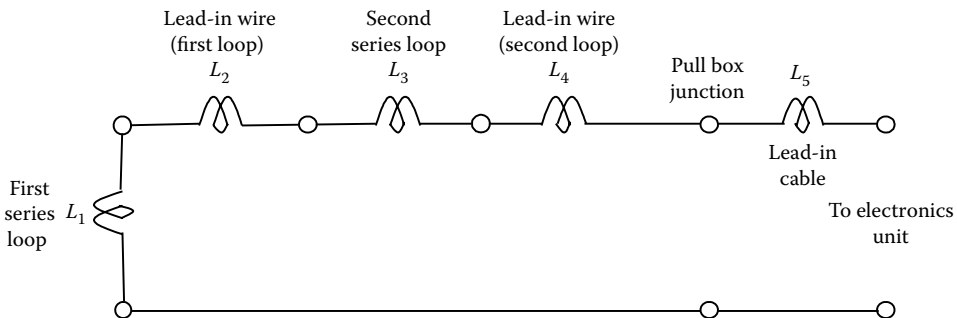 Lead-in wire
(first loop)
L2
Second
series loop
L3
Lead-in wire
(second loop)
L4
Pull box
junction
L5
Lead-in
cable
First
series
loop
L1
To electronics
unit